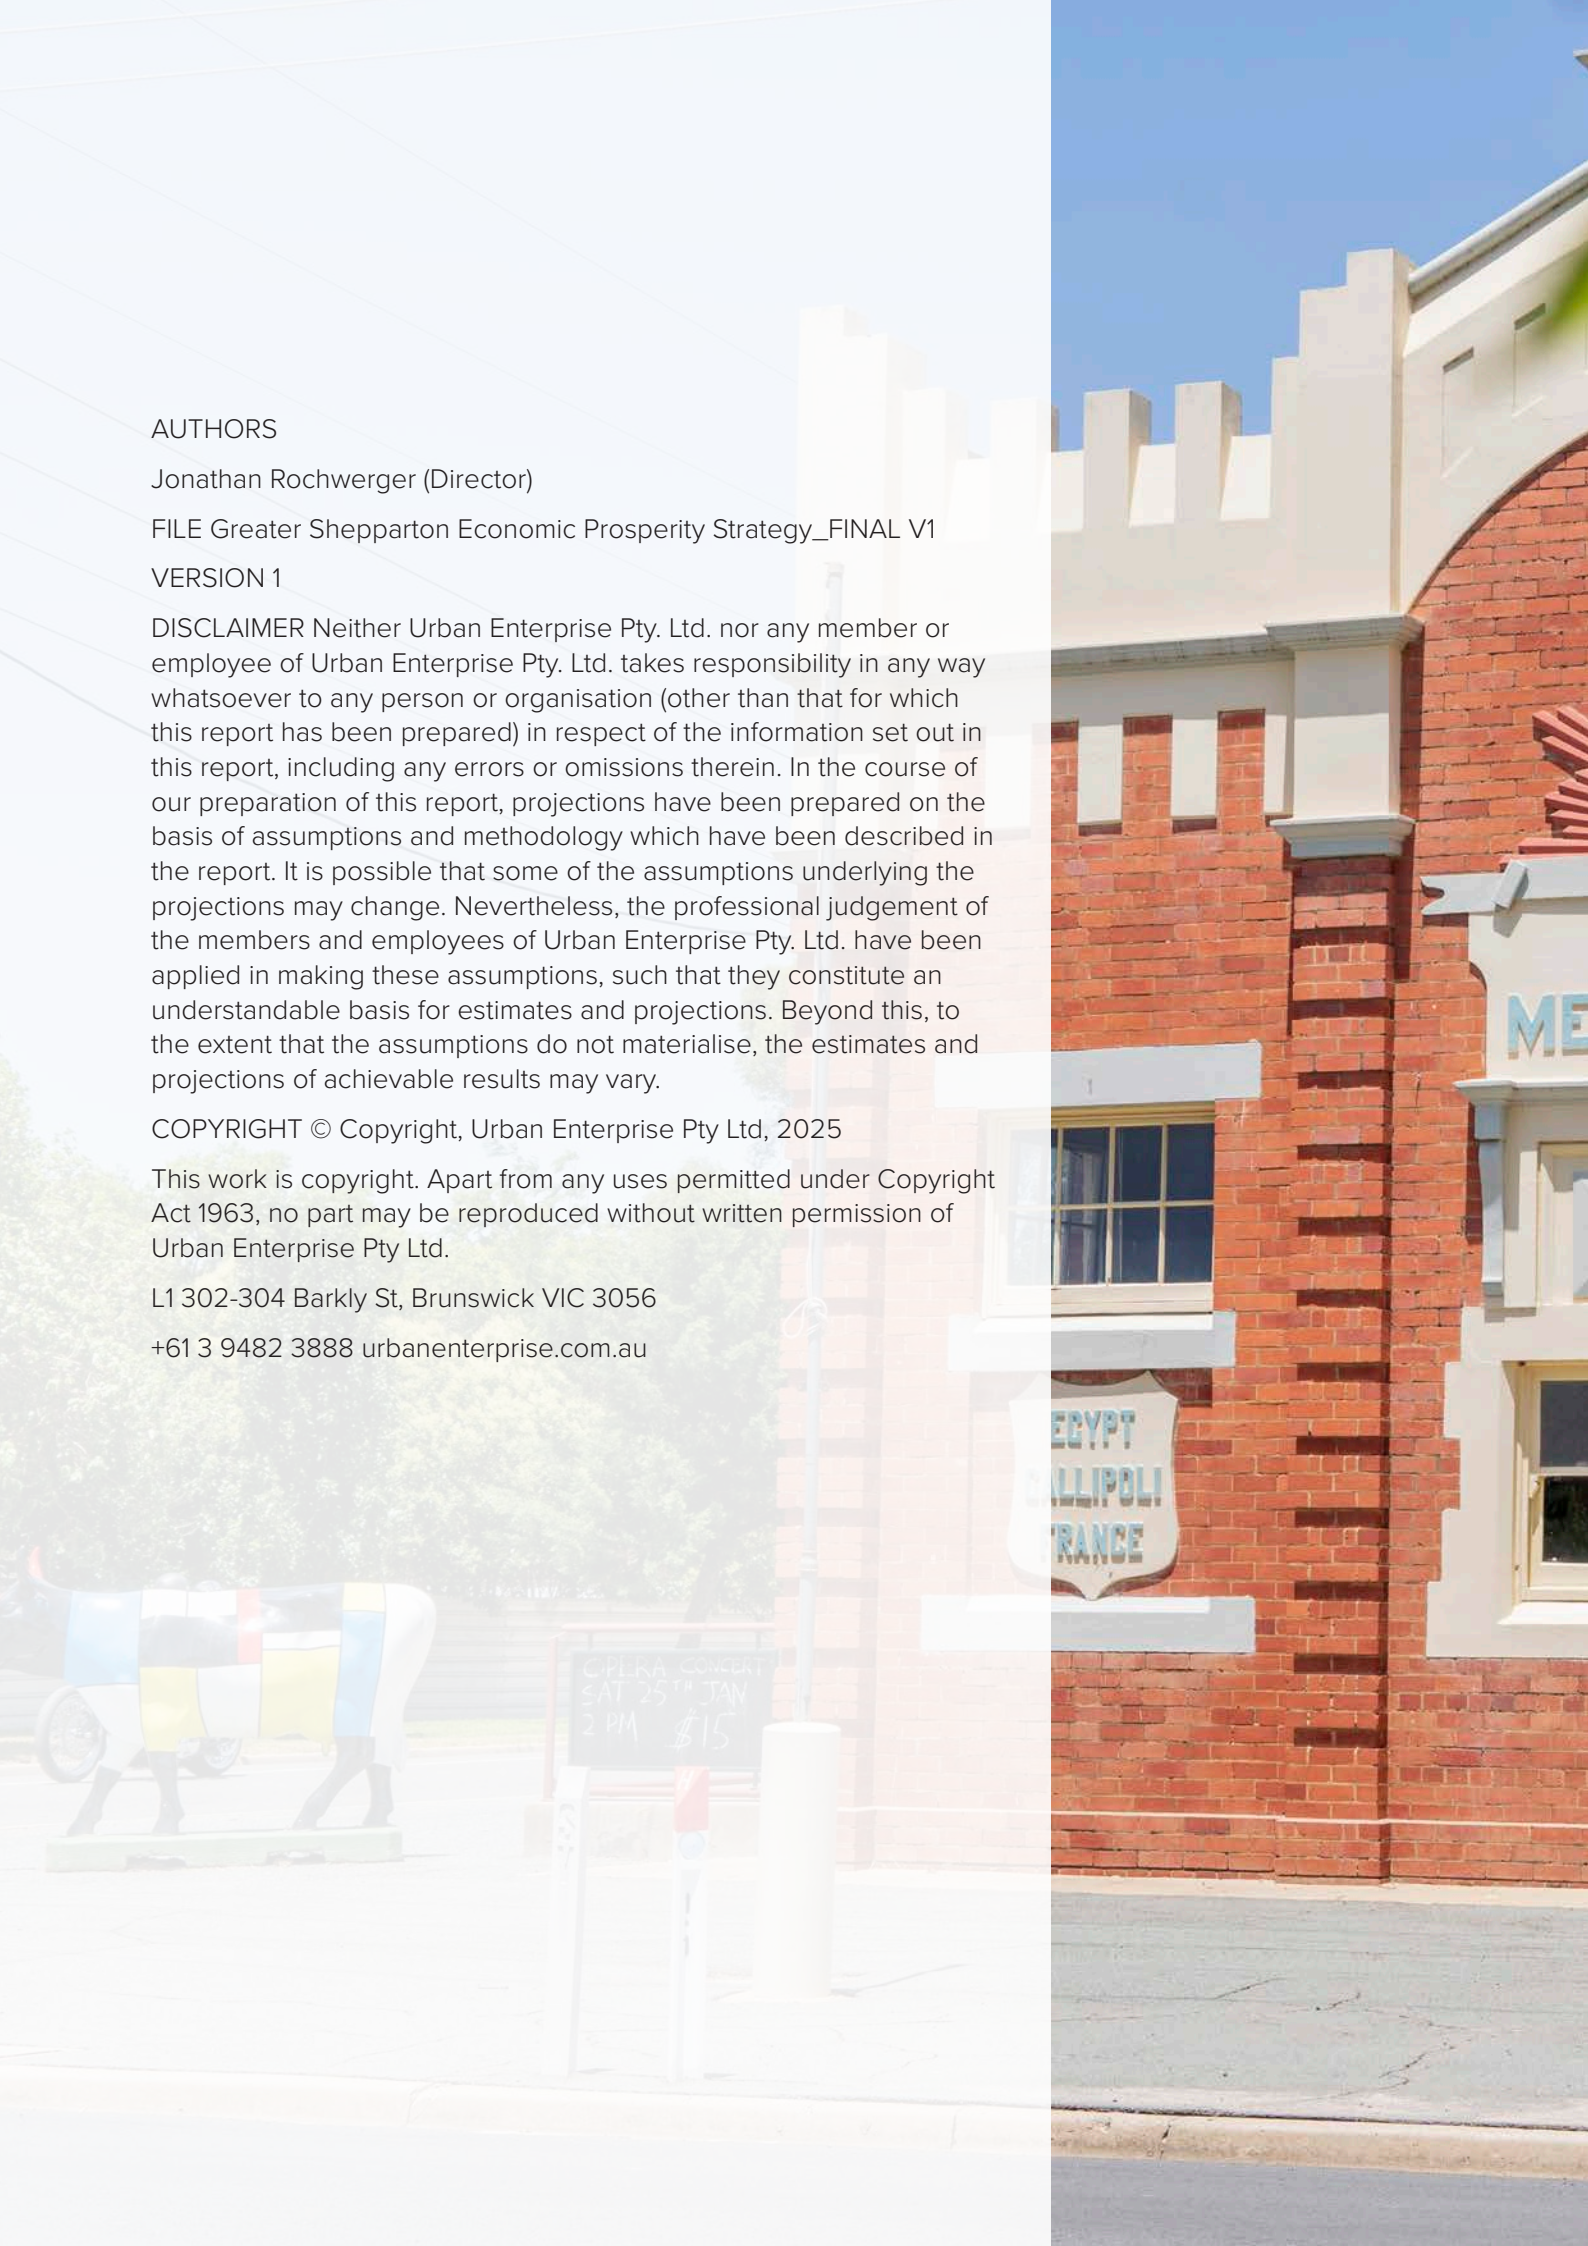 AUTHORS
Jonathan Rochwerger (Director)
FILE Greater Shepparton Economic Prosperity Strategy_FINAL V1
VERSION 1
DISCLAIMER Neither Urban Enterprise Pty. Ltd. nor any member or
employee of Urban Enterprise Pty. Ltd. takes responsibility in any way
whatsoever to any person or organisation (other than that for which
this report has been prepared) in respect of the information set out in
this report, including any errors or omissions therein. In the course of
our preparation of this report, projections have been prepared on the
basis of assumptions and methodology which have been described in
the report. It is possible that some of the assumptions underlying the
projections may change. Nevertheless, the professional judgement of
the members and employees of Urban Enterprise Pty. Ltd. have been
applied in making these assumptions, such that they constitute an
understandable basis for estimates and projections. Beyond this, to
the extent that the assumptions do not materialise, the estimates and
projections of achievable results may vary.
COPYRIGHT © Copyright, Urban Enterprise Pty Ltd, 2025
This work is copyright. Apart from any uses permitted under Copyright
Act 1963, no part may be reproduced without written permission of
Urban Enterprise Pty Ltd.
L1 302-304 Barkly St, Brunswick VIC 3056
+61 3 9482 3888 urbanenterprise.com.au
ME
EGYPT
GALLIPOLI
FRANCE
OPERA CONCERT
SAT 25TH JAN
2 PM $15